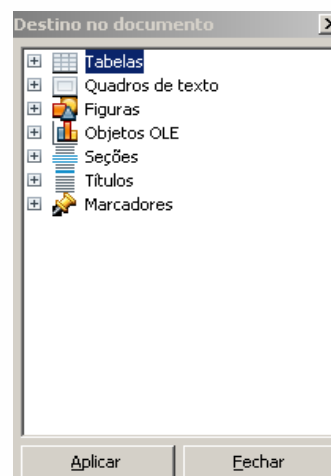 Destino no documento
Tabelas
Quadros de texto
Figuras
Objetos OLE
Seções
Títulos
Marcadores
Aplicar
Fechar